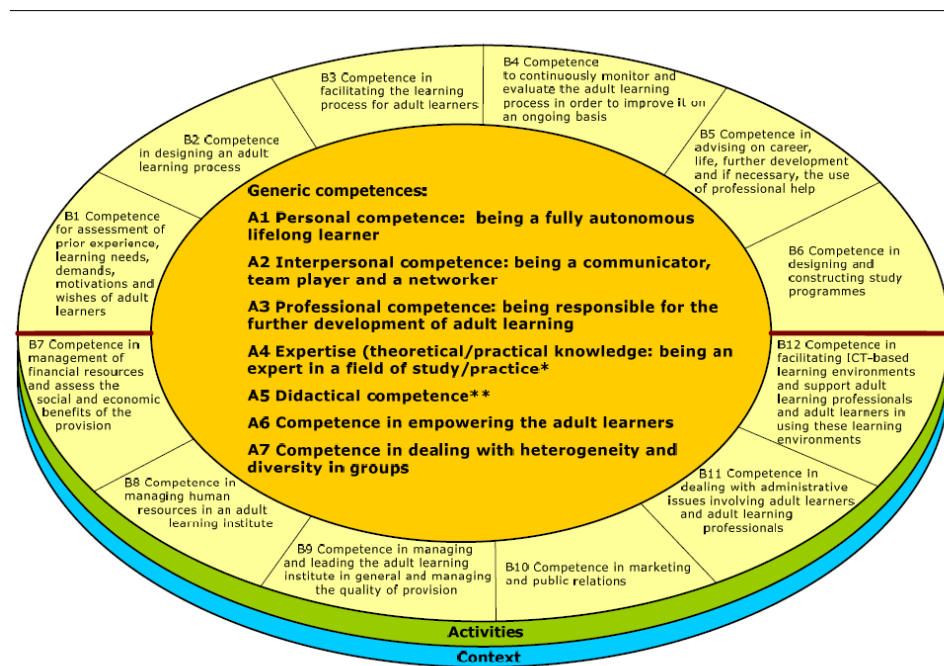 B4 Competence
to continuously monitor and
evaluate the adult learning
process in order to improve it on
an ongoing basis
B3 Competence in
facilitating the learning
process for adult learners
B2 Competence
in designing an adult
learning process
B5 Competence in
advising on career,
life, further development
and if necessary, the
use of professional help
B1 Competence
for assessment of
prior experience,
learning needs,
demands,
motivations and
wishes of adult
learners
B6 Competence in
designing and
constructing study
programmes
Generic competences:
A1 Personal competence: being a fully autonomous
lifelong learner
A2 Interpersonal competence: being a communicator,
team player and a networker
A3 Professional competence: being responsible for the
further development of adult learning
A4 Expertise (theoretical/practical knowledge: being an
expert in a field of study/practice*
A5 Didactical competence**
A6 Competence in empowering the adult learners
A7 Competence in dealing with heterogeneity and
diversity in groups
B7 Competence in
management of
financial resources
and assess the
social and economic
benefits of the
provision
B12 Competence in
facilitating ICT-based
learning environments
and support adult
learning professionals
and adult learners in
using these learning
environments
B8 Competence in
managing human
resources in an adult
learning institute
B11 Competence in
dealing with administrative
issues involving adult learners
and adult learning
professionals
B9 Competence in managing
and leading the adult learning
institute in general and managing
the quality of provision
B10 Competence in marketing
and public relations
Activities
Context